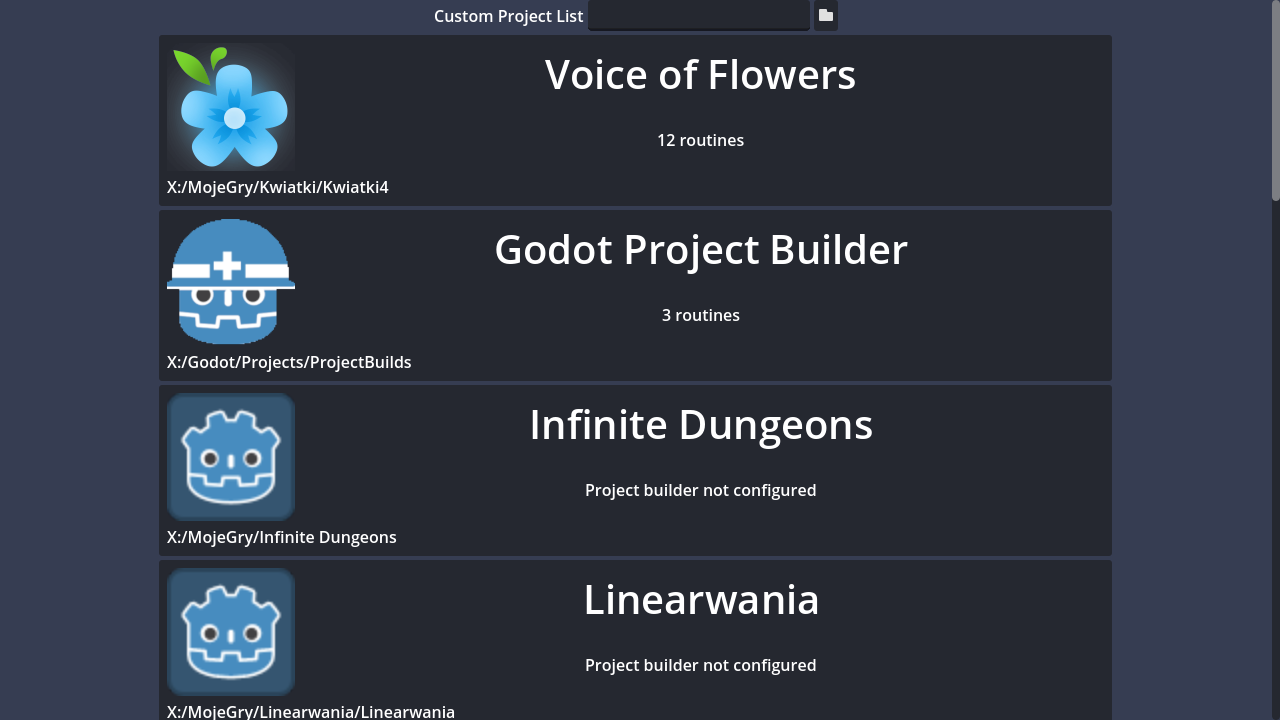 Custom Project List
Voice of Flowers
12 routines
X:/MojeGry/Kwiatki/Kwiatki4
Godot Project Builder
3 routines
X:/Godot/Projects/ProjectBuilds
Infinite Dungeons
Project builder not configured
X:/MojeGry/Infinite Dungeons
Linearwania
Project builder not configured
X:/MojeGry/Linearwania/Linearwania